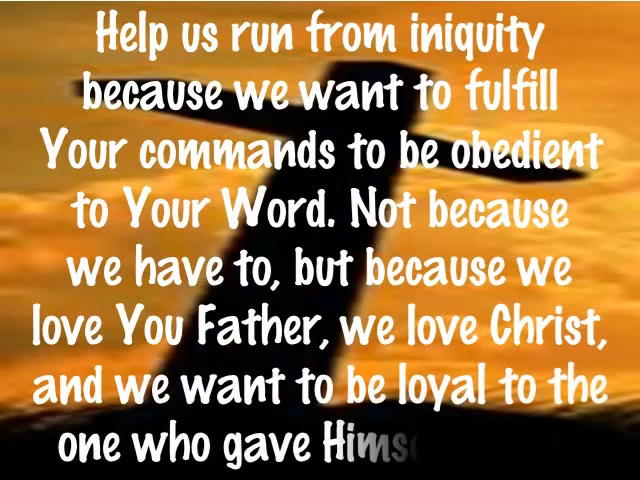 Help us run from iniquity
because we want to fulfill
Your commands to be obedient
to Your Word. Not because
we have to, but because we
love You Father, we love Christ,
and we want to be loyal to the
one who gave